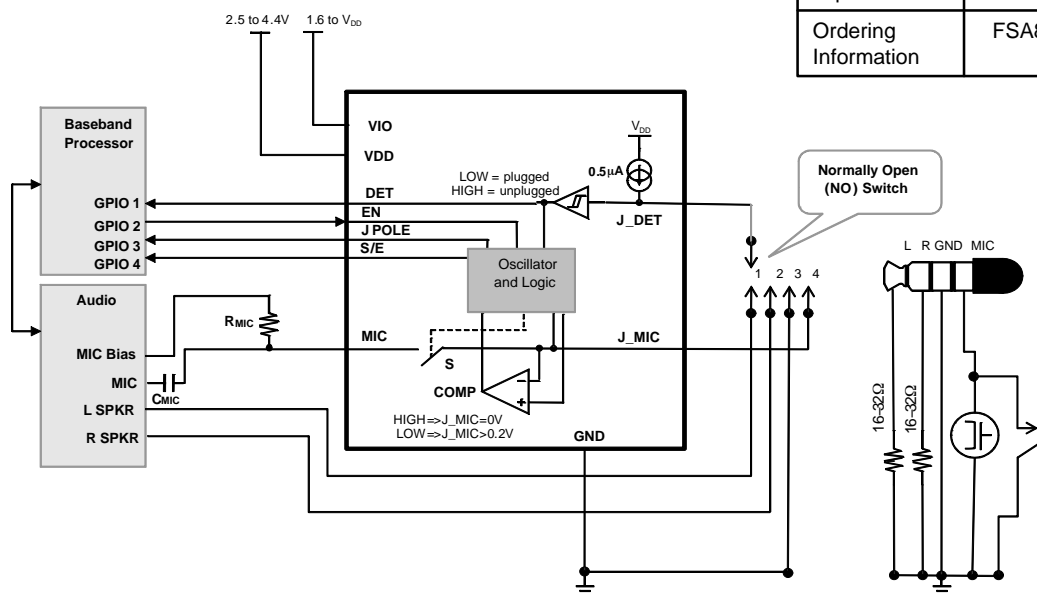 Ordering
Information
FSA8
2.5 to 4.4V
1.6 to VDD
Baseband
Processor
GPIO 1
GPIO 2
GPIO 3
GPIO 4
VIO
VDD
DET
EN
J POLE
S/E
LOW = plugged
HIGH = unplugged
VDD
0.5µA
J_DET
Oscillator
and Logic
Normally Open
(NO) Switch
1 2 3 4
L R GND MIC
Audio
MIC Bias
MIC
L SPKR
R SPKR
RMIC
CMIC
MIC
S
J_MIC
COMP
-
+
HIGH=>J_MIC=0V
LOW=>J_MIC>0.2V
GND
16-32Ω
16-32Ω